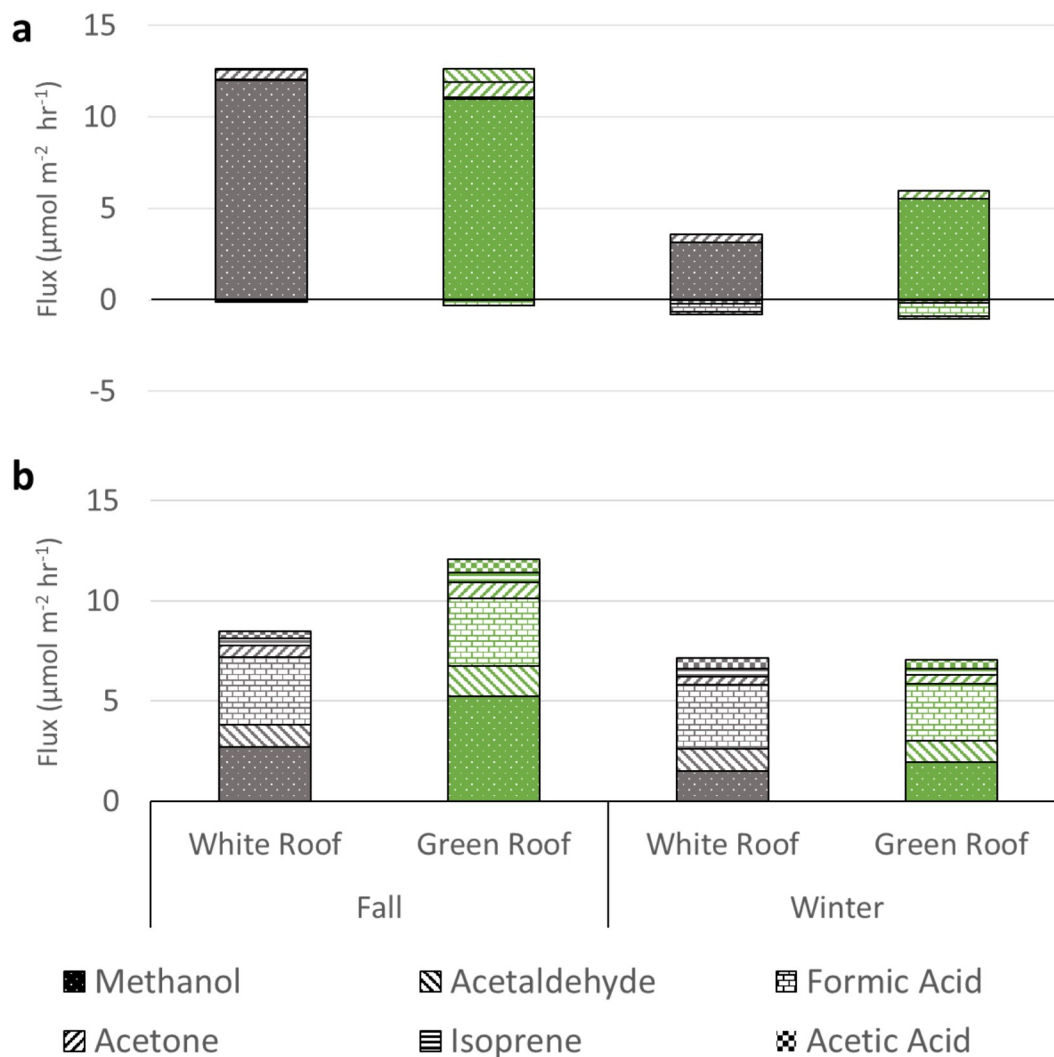 a
15
10
5
0
-5
Flux (µmol m⁻² hr⁻¹)
b
15
10
5
0
Flux (µmol m⁻² hr⁻¹)
White Roof Green Roof White Roof Green Roof
Fall Winter
Methanol Acetaldehyde Formic Acid
Acetone Isoprene Acetic Acid